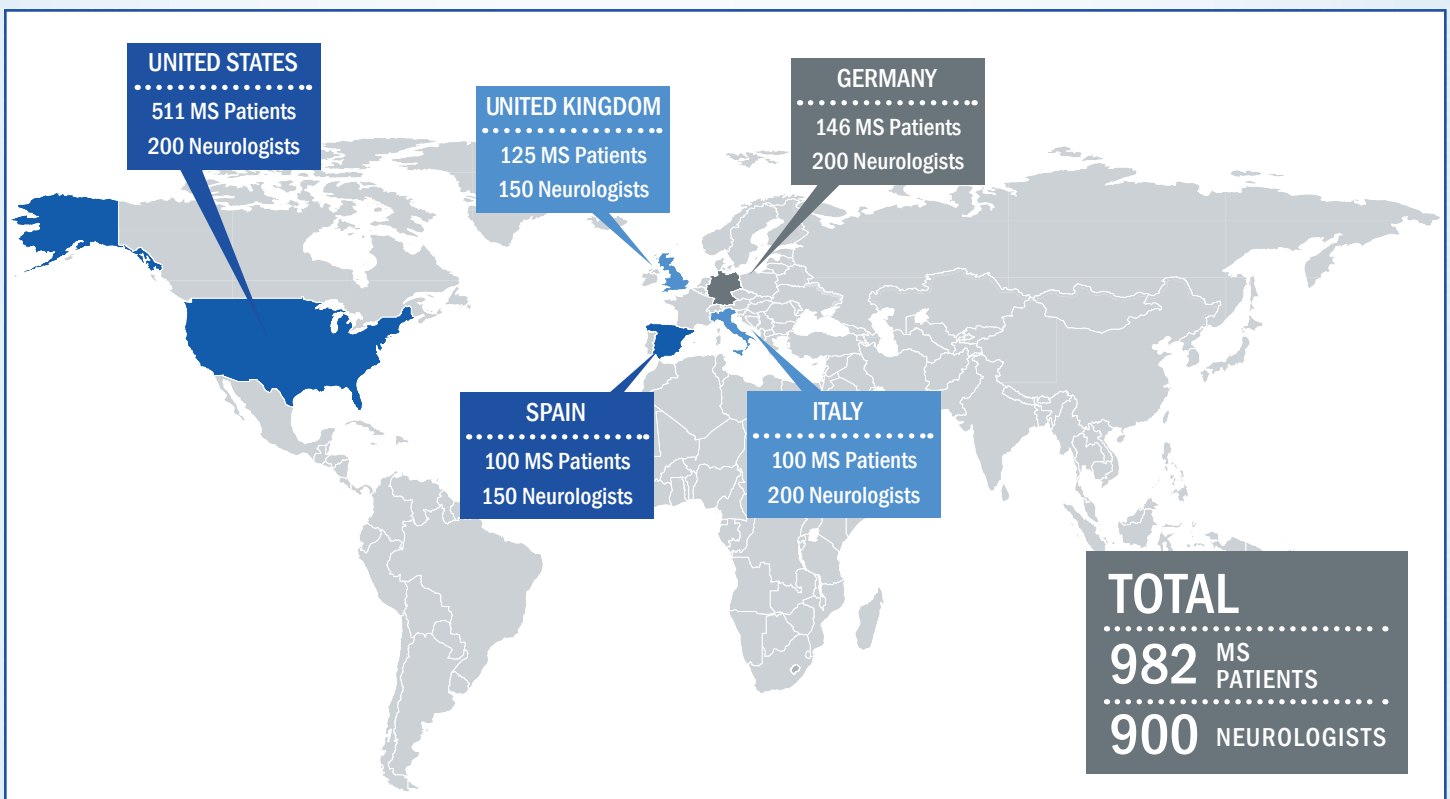 UNITED STATES
511 MS Patients
200 Neurologists
UNITED KINGDOM
125 MS Patients
150 Neurologists
GERMANY
146 MS Patients
200 Neurologists
SPAIN
100 MS Patients
150 Neurologists
ITALY
100 MS Patients
200 Neurologists
TOTAL
982 MS
PATIENTS
900 NEUROLOGISTS